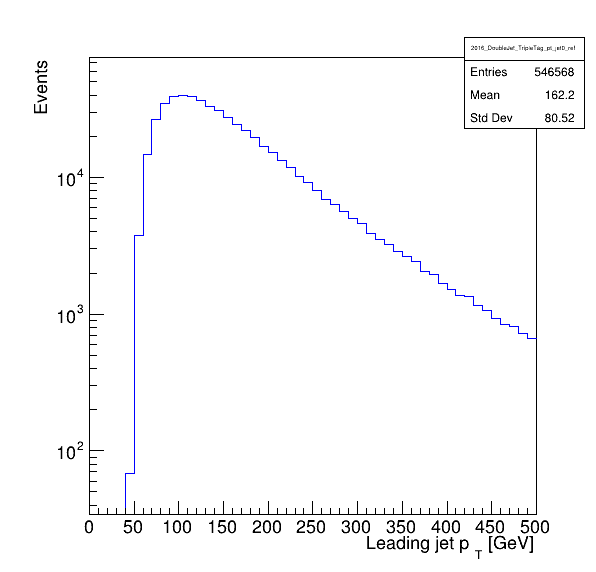 2016_DoubleJet_TripleTag_pt_jet0_ref
Entries 546568
Mean 162.2
Std Dev 80.52
Events
10^4
10^3
10^2
0 50 100 150 200 250 300 350 400 450 500
Leading jet p_T [GeV]